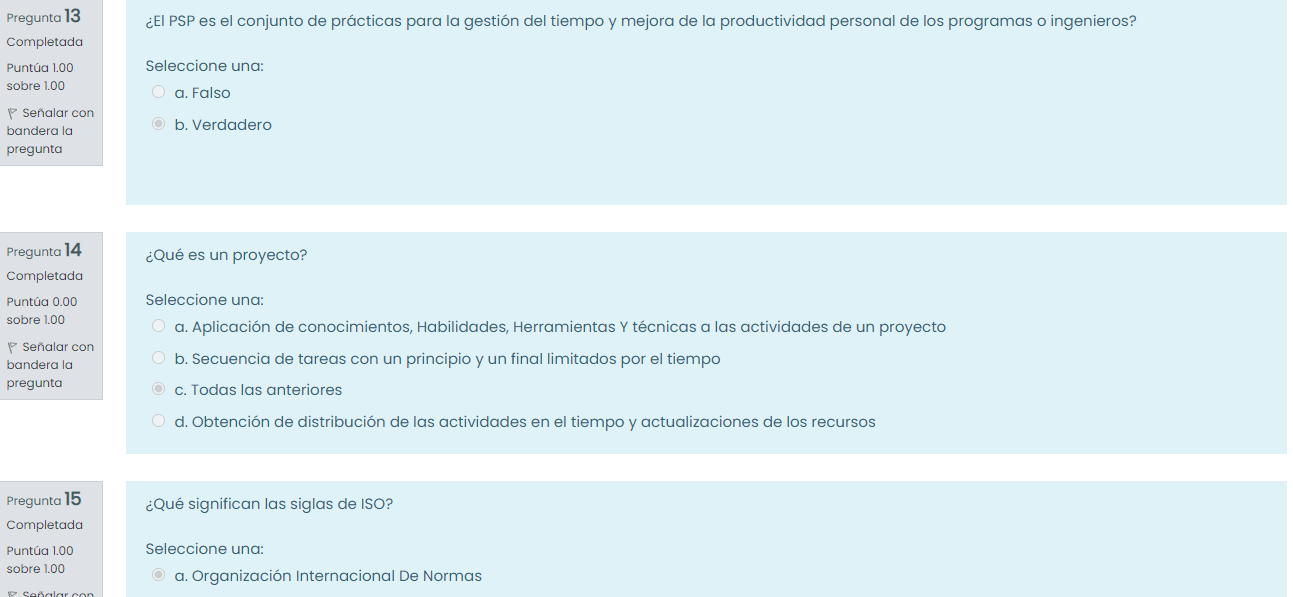 Pregunta 13
Completada
Puntúa 1.00
sobre 1.00
Señalar con
bandera la
pregunta
¿El PSP es el conjunto de prácticas para la gestión del tiempo y mejora de la productividad personal de los programas o ingenieros?
Seleccione una:
a. Falso
b. Verdadero
Pregunta 14
Completada
Puntúa 0.00
sobre 1.00
Señalar con
bandera la
pregunta
¿Qué es un proyecto?
Seleccione una:
a. Aplicación de conocimientos, Habilidades, Herramientas Y técnicas a las actividades de un proyecto
b. Secuencia de tareas con un principio y un final limitados por el tiempo
c. Todas las anteriores
d. Obtención de distribución de las actividades en el tiempo y actualizaciones de los recursos
Pregunta 15
Completada
Puntúa 1.00
sobre 1.00
Señalar con
¿Qué significan las siglas de ISO?
Seleccione una:
a. Organización Internacional De Normas